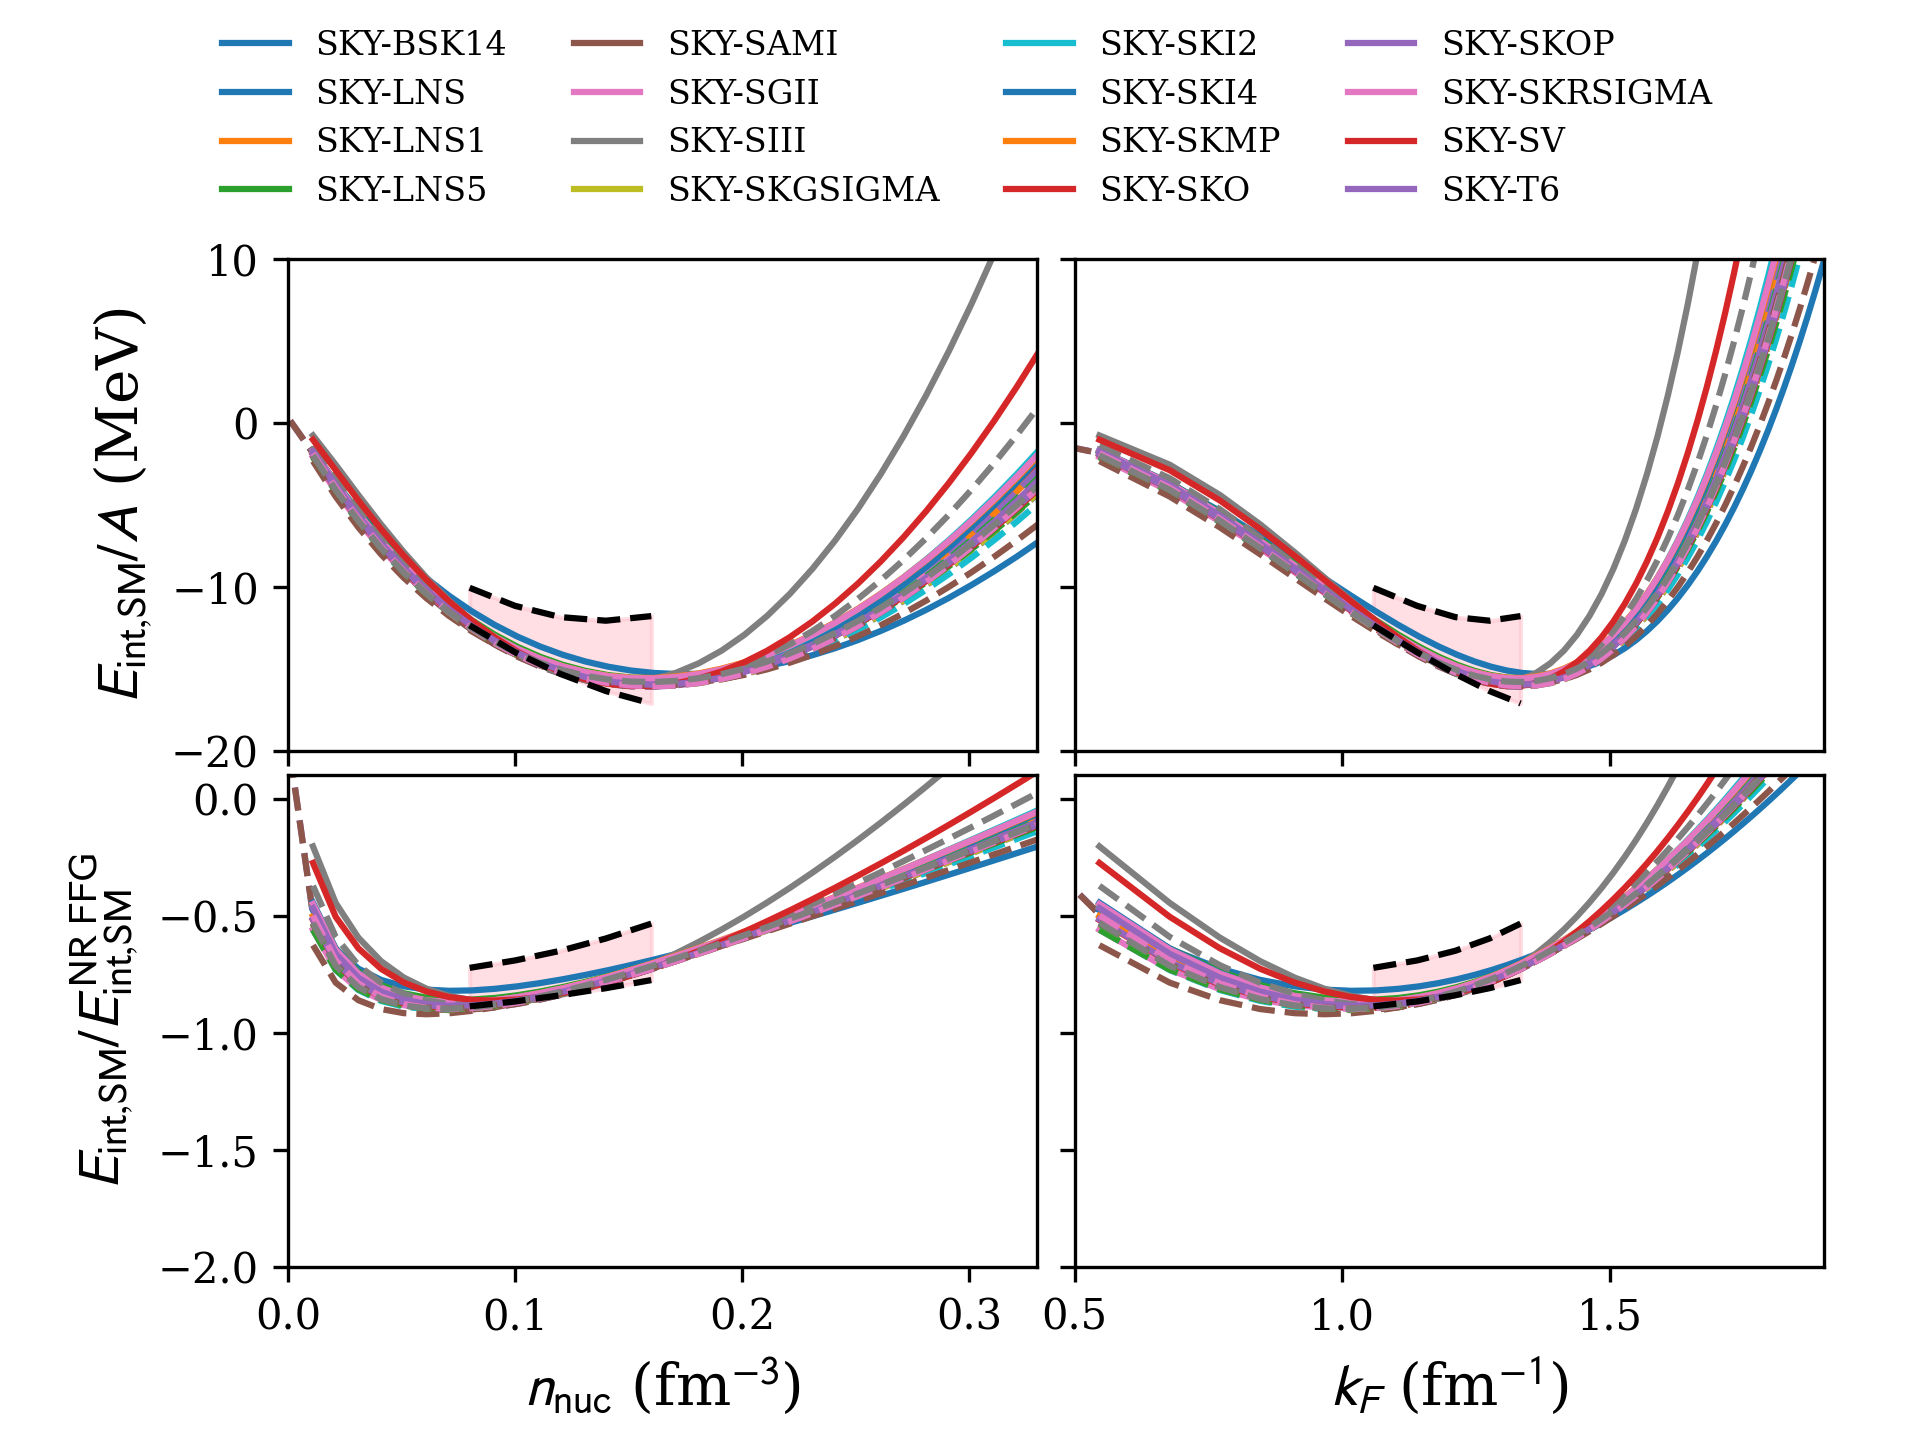 SKY-BSK14 SKY-SAMI SKY-SKI2 SKY-SKOP
SKY-LNS SKY-SGII SKY-SKI4 SKY-SKRSIGMA
SKY-LNS1 SKY-SIII SKY-SKMP SKY-SV
SKY-LNS5 SKY-SKGSIGMA SKY-SKO SKY-T6
10
0
−10
−20
E_int,SM/A (MeV)
0.0
−0.5
−1.0
−1.5
−2.0
E_int,SM/E^NR FFG_int,SM
0.0 0.1 0.2 0.3 0.5 1.0 1.5
n_nuc (fm⁻³) k_F (fm⁻¹)